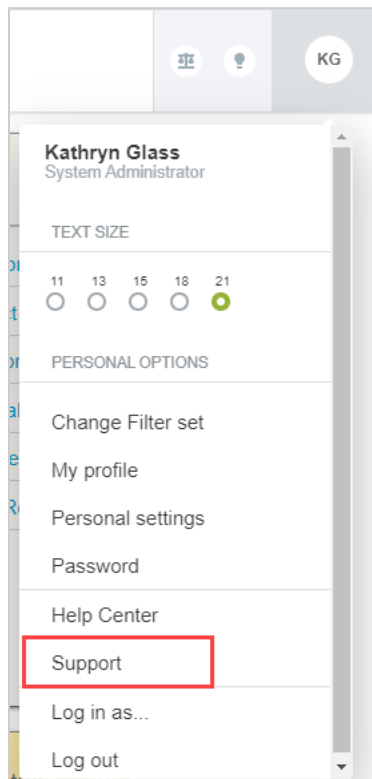 KG
Kathryn Glass
System Administrator
TEXT SIZE
11 13 15 18 21
PERSONAL OPTIONS
Change Filter set
My profile
Personal settings
Password
Help Center
Support
Log in as...
Log out